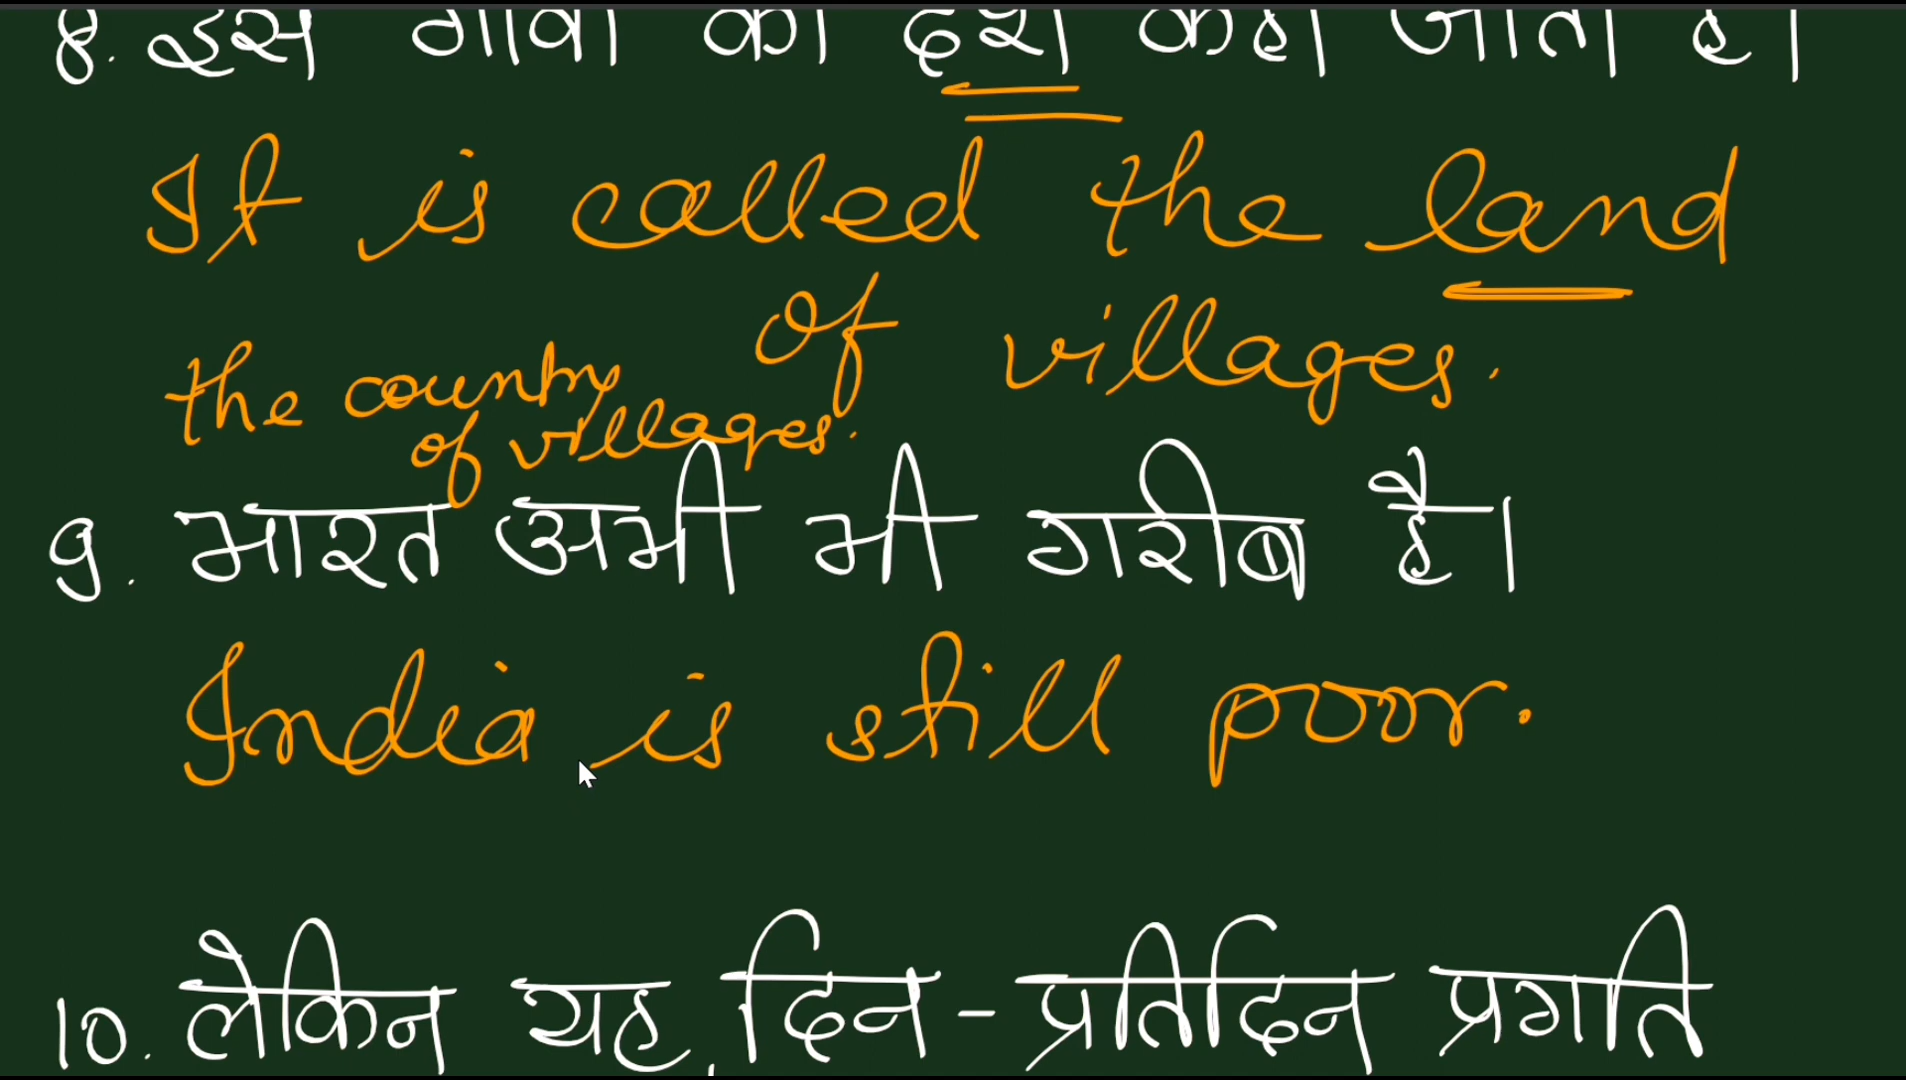 8. इसे गाँवों का देश कहा जाता है।
It is called the land
of villages.
the country
of villages.
9. भारत अभी भी गरीब है।
India is still poor.
10. लेकिन यह दिन - प्रतिदिन प्रगति